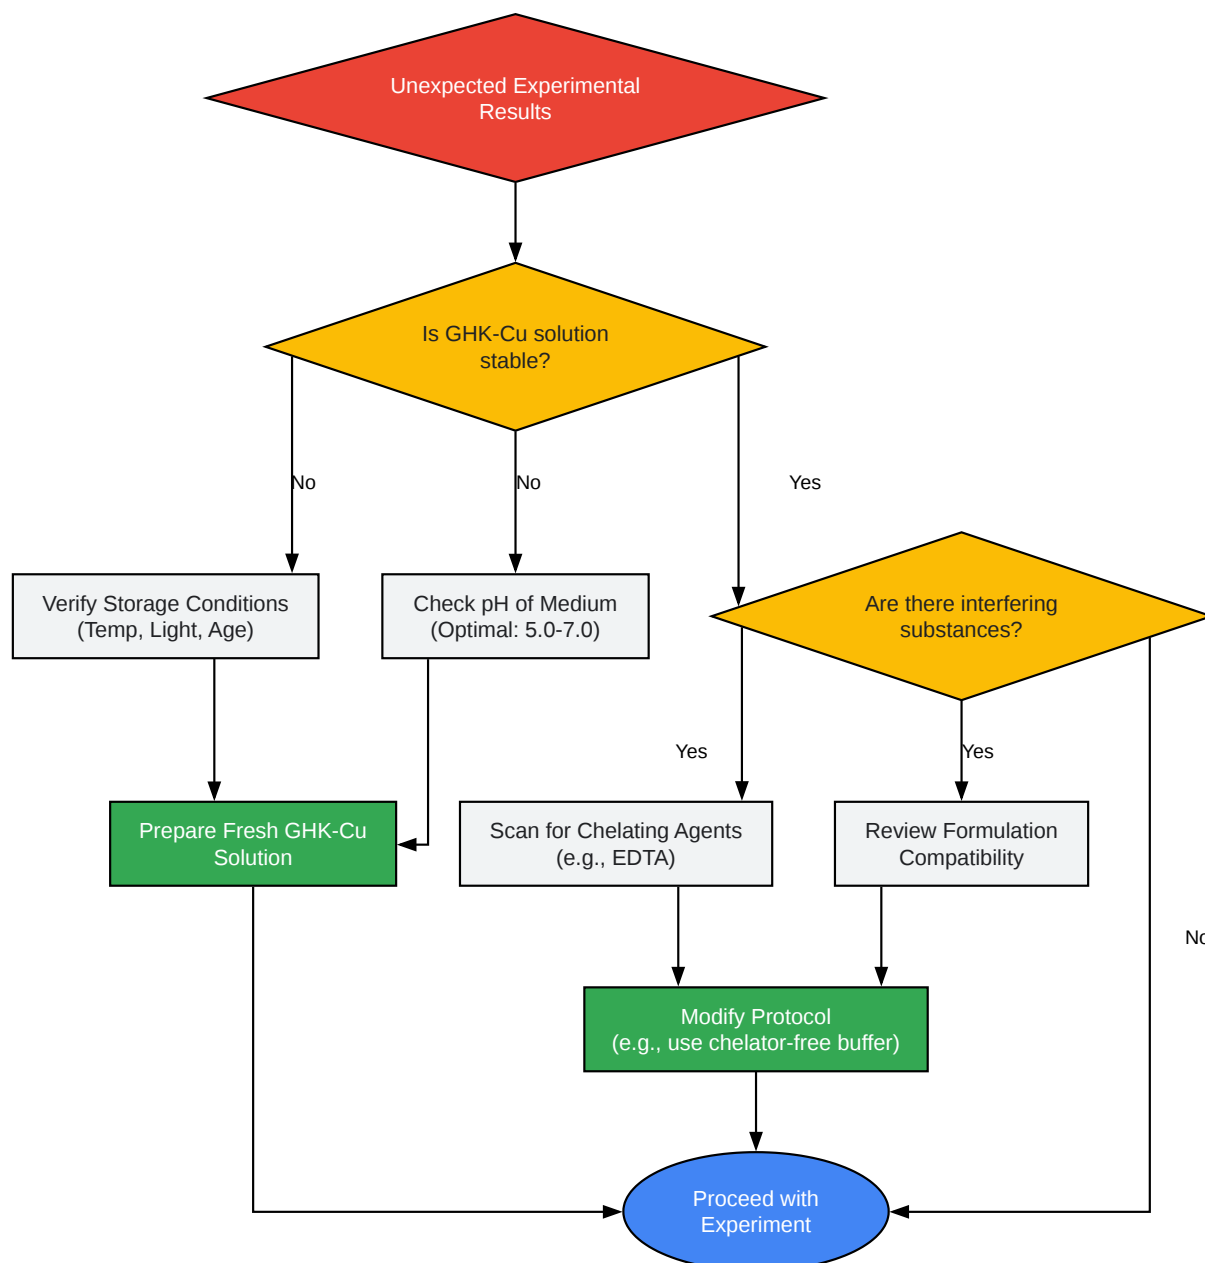 Unexpected Experimental
Results
Is GHK-Cu solution
stable?
No
No
Yes
Verify Storage Conditions
(Temp, Light, Age)
Check pH of Medium
(Optimal: 5.0-7.0)
Are there interfering
substances?
Yes
Yes
Prepare Fresh GHK-Cu
Solution
Scan for Chelating Agents
(e.g., EDTA)
Review Formulation
Compatibility
No
Modify Protocol
(e.g., use chelator-free buffer)
Proceed with
Experiment